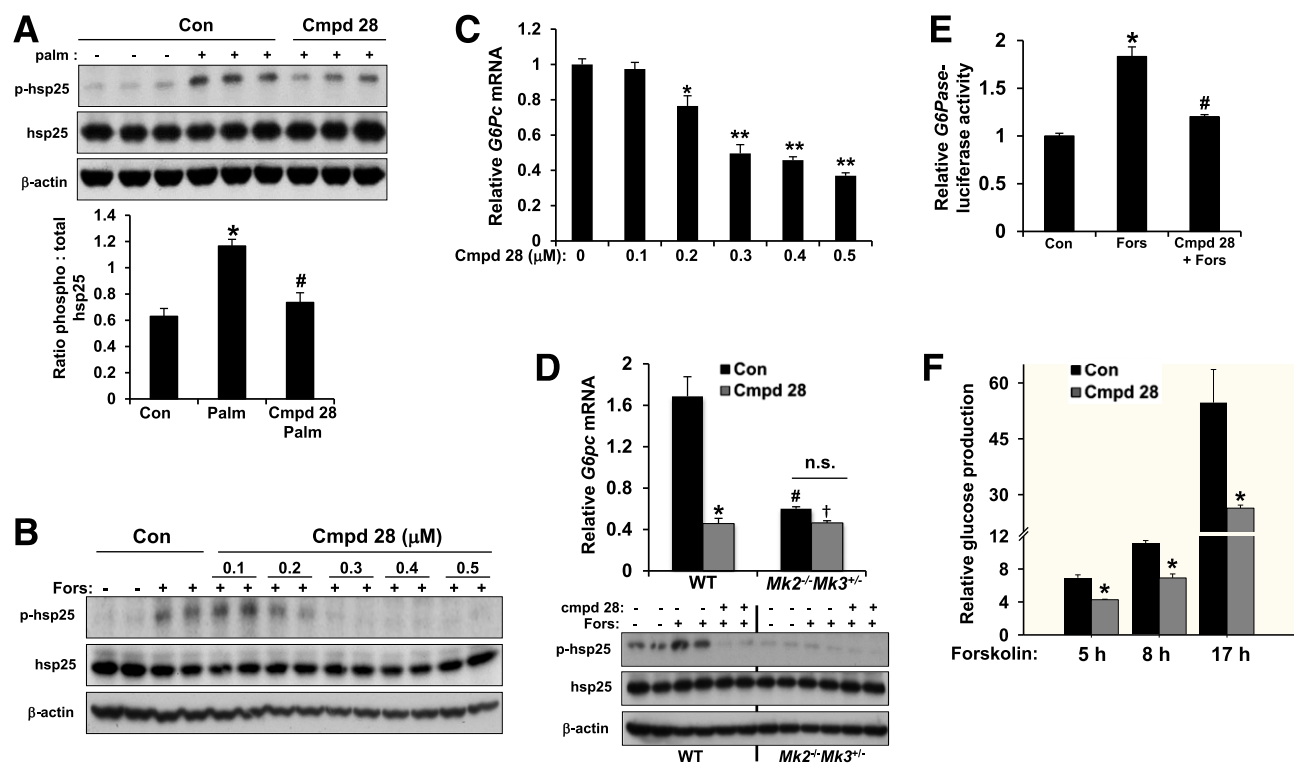 A
Con Cmpd 28
palm : - - - + + + + + +
p-hsp25
hsp25
β-actin
Ratio phospho : total
hsp25
1.4
1.2
1
0.8
0.6
0.4
0.2
0
*
#
Con Palm Cmpd 28
Palm
B
Con Cmpd 28 (μM)
0.1 0.2 0.3 0.4 0.5
Fors: - - + + + + + + + + + + + +
p-hsp25
hsp25
β-actin
C
Relative G6Pc mRNA
1.2
1
0.8
0.6
0.4
0.2
0
*
**
**
**
Cmpd 28 (μM): 0 0.1 0.2 0.3 0.4 0.5
D
Relative G6pc mRNA
2
1.6
1.2
0.8
0.4
0
Con
Cmpd 28
n.s.
*
#
†
WT Mk2-/-Mk3+/-
cmpd 28: - - - - + + - - - - + +
Fors: - - + + + + - - + + + +
p-hsp25
hsp25
β-actin
WT Mk2-/-Mk3+/-
E
Relative G6Pase-
luciferase activity
2
1.5
1
0.5
0
*
#
Con Fors Cmpd 28
+ Fors
F
Relative glucose production
60
45
30
12
8
4
0
Con
Cmpd 28
*
*
*
Forskolin: 5 h 8 h 17 h